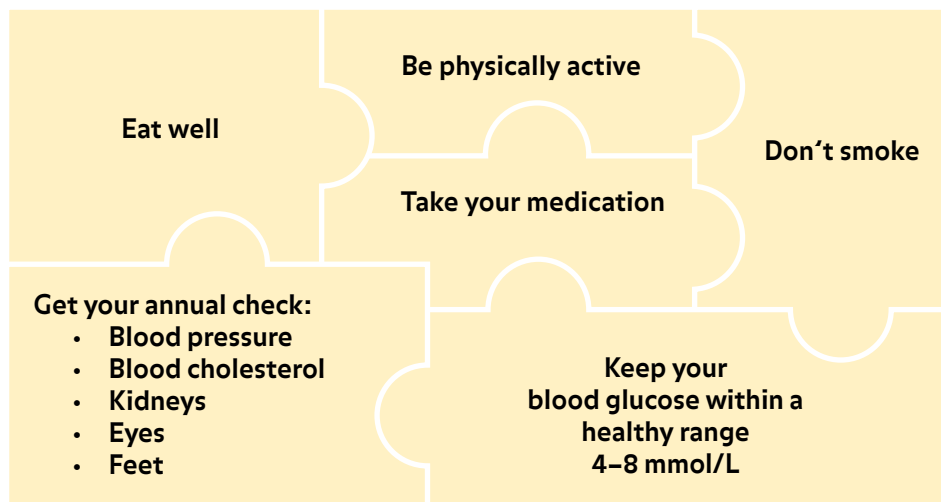 Eat well
Be physically active
Don‘t smoke
Take your medication
Get your annual check:
• Blood pressure
• Blood cholesterol
• Kidneys
• Eyes
• Feet
Keep your
blood glucose within a
healthy range
4–8 mmol/L